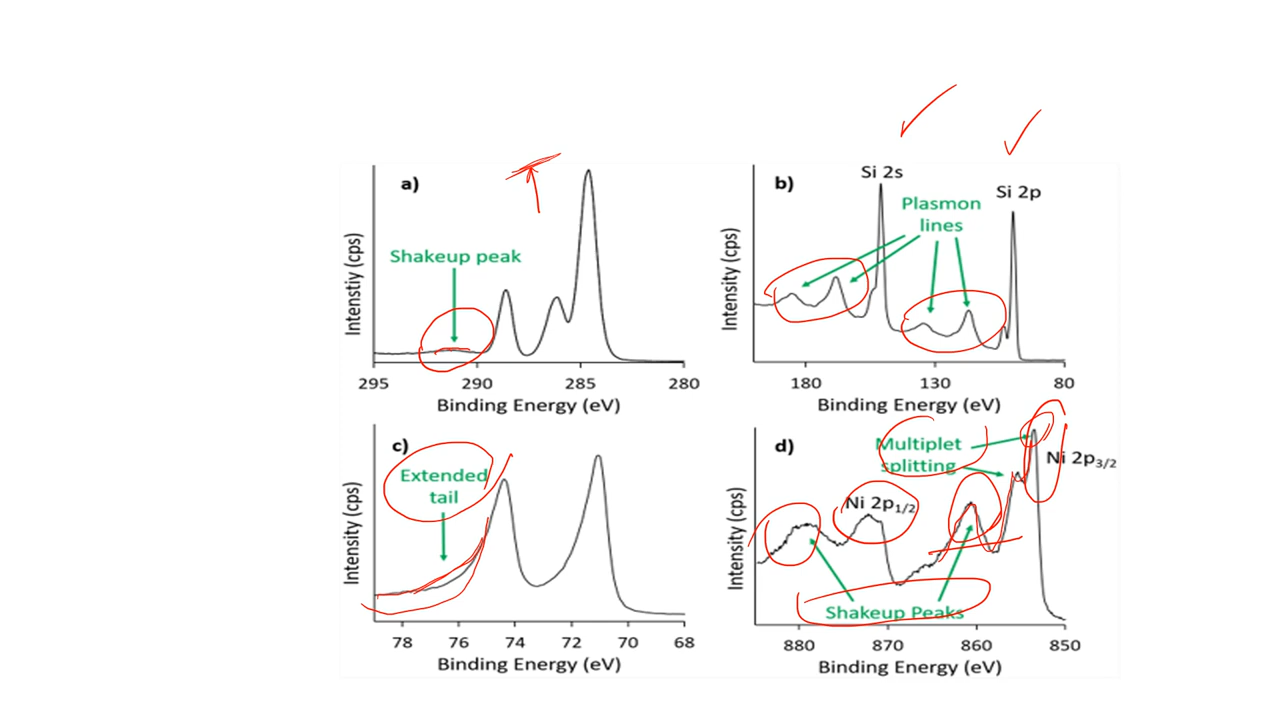 a)
Shakeup peak
Intenstiy (cps)
295 290 285 280
Binding Energy (eV)
b)
Si 2s
Si 2p
Plasmon
lines
Intensity (cps)
180 130 80
Binding Energy (eV)
c)
Extended
tail
Intensity (cps)
78 76 74 72 70 68
Binding Energy (eV)
d)
Multiplet
splitting
Ni 2p3/2
Ni 2p1/2
Shakeup Peaks
Intensity (cps)
880 870 860 850
Binding Energy (eV)